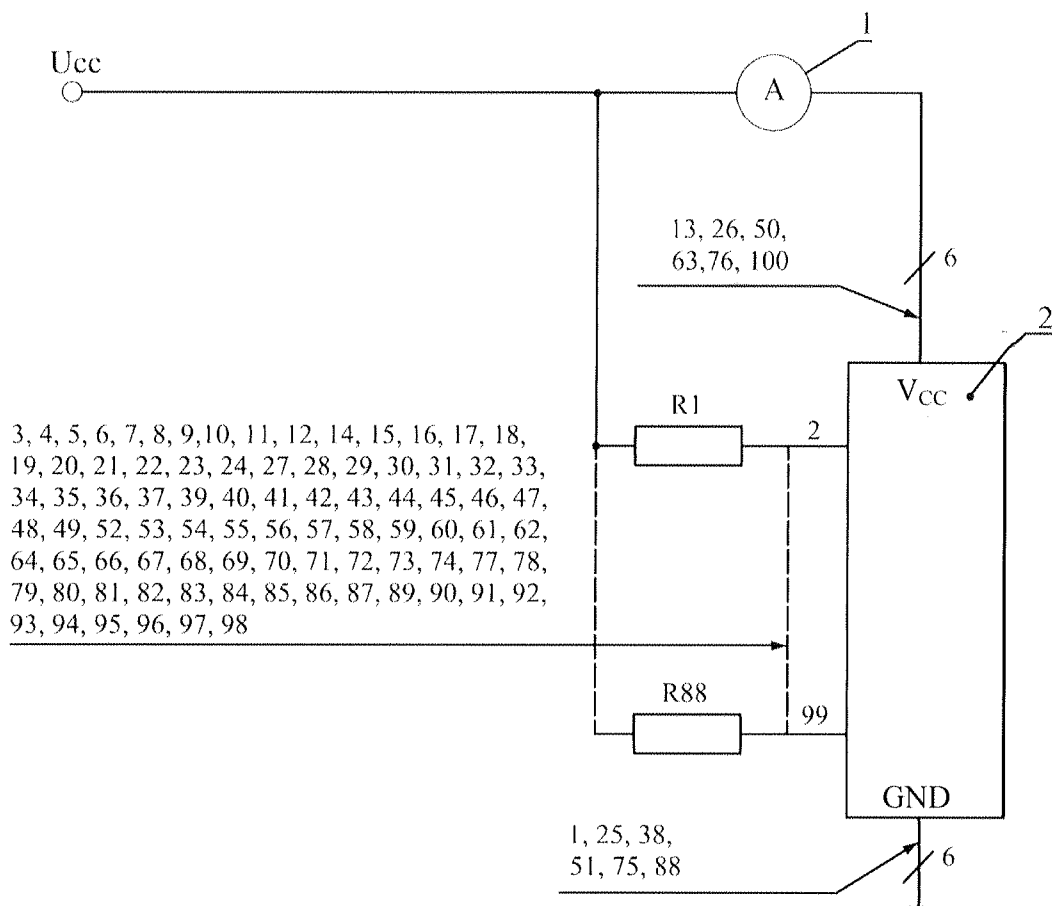 1
Ucc
A
13, 26, 50,
63,76, 100
6
2
VCC
R1
2
3, 4, 5, 6, 7, 8, 9,10, 11, 12, 14, 15, 16, 17, 18,
19, 20, 21, 22, 23, 24, 27, 28, 29, 30, 31, 32, 33,
34, 35, 36, 37, 39, 40, 41, 42, 43, 44, 45, 46, 47,
48, 49, 52, 53, 54, 55, 56, 57, 58, 59, 60, 61, 62,
64, 65, 66, 67, 68, 69, 70, 71, 72, 73, 74, 77, 78,
79, 80, 81, 82, 83, 84, 85, 86, 87, 89, 90, 91, 92,
93, 94, 95, 96, 97, 98
R88
99
GND
1, 25, 38,
51, 75, 88
6